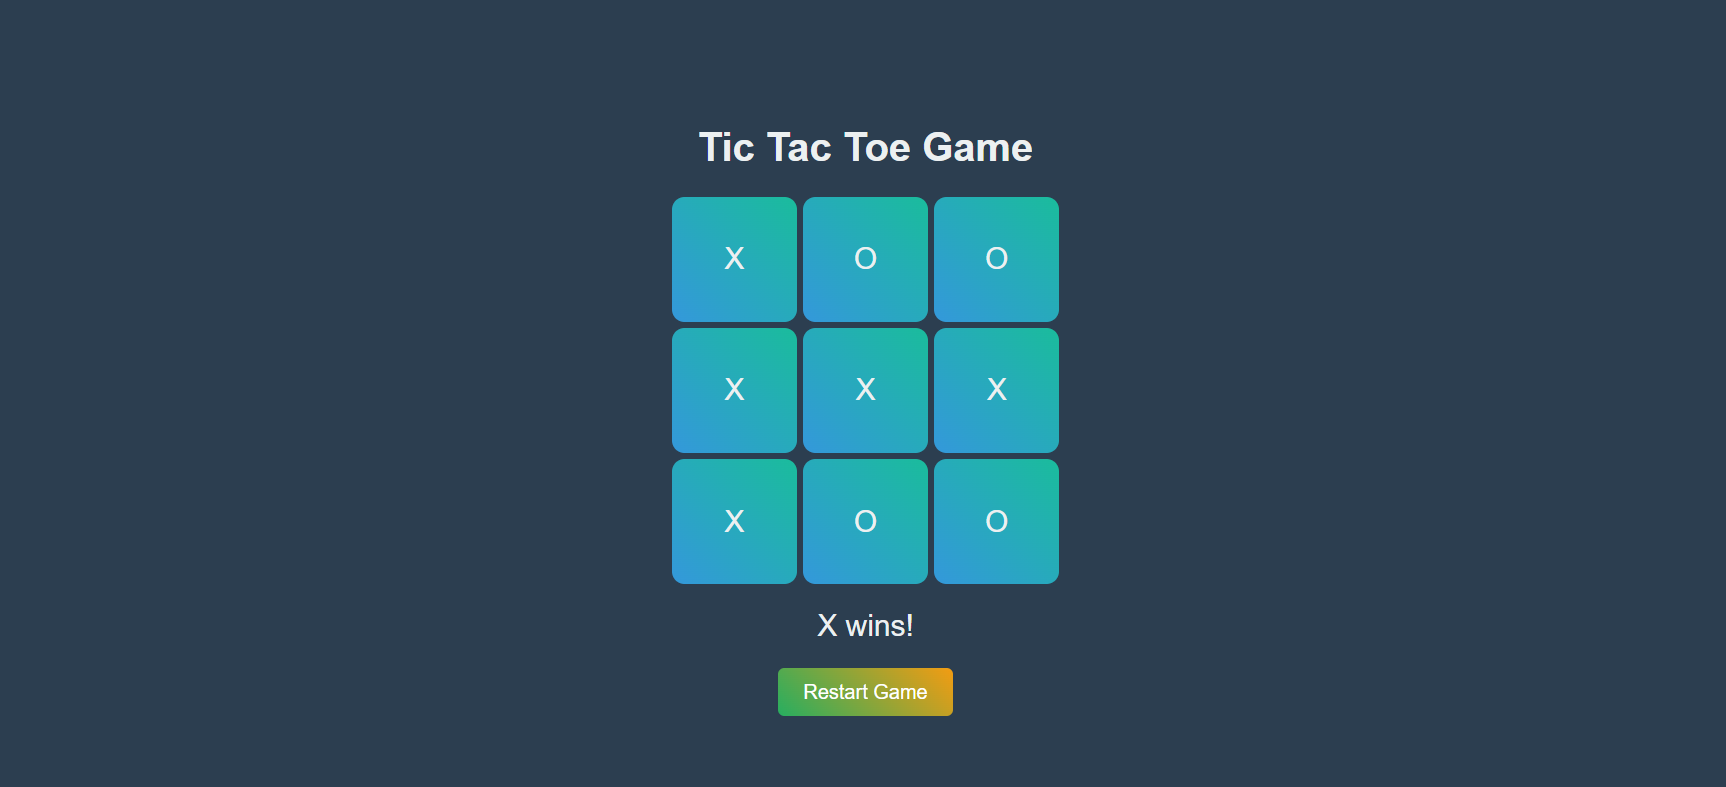 Tic Tac Toe Game
X O O
X X X
X O O
X wins!
Restart Game